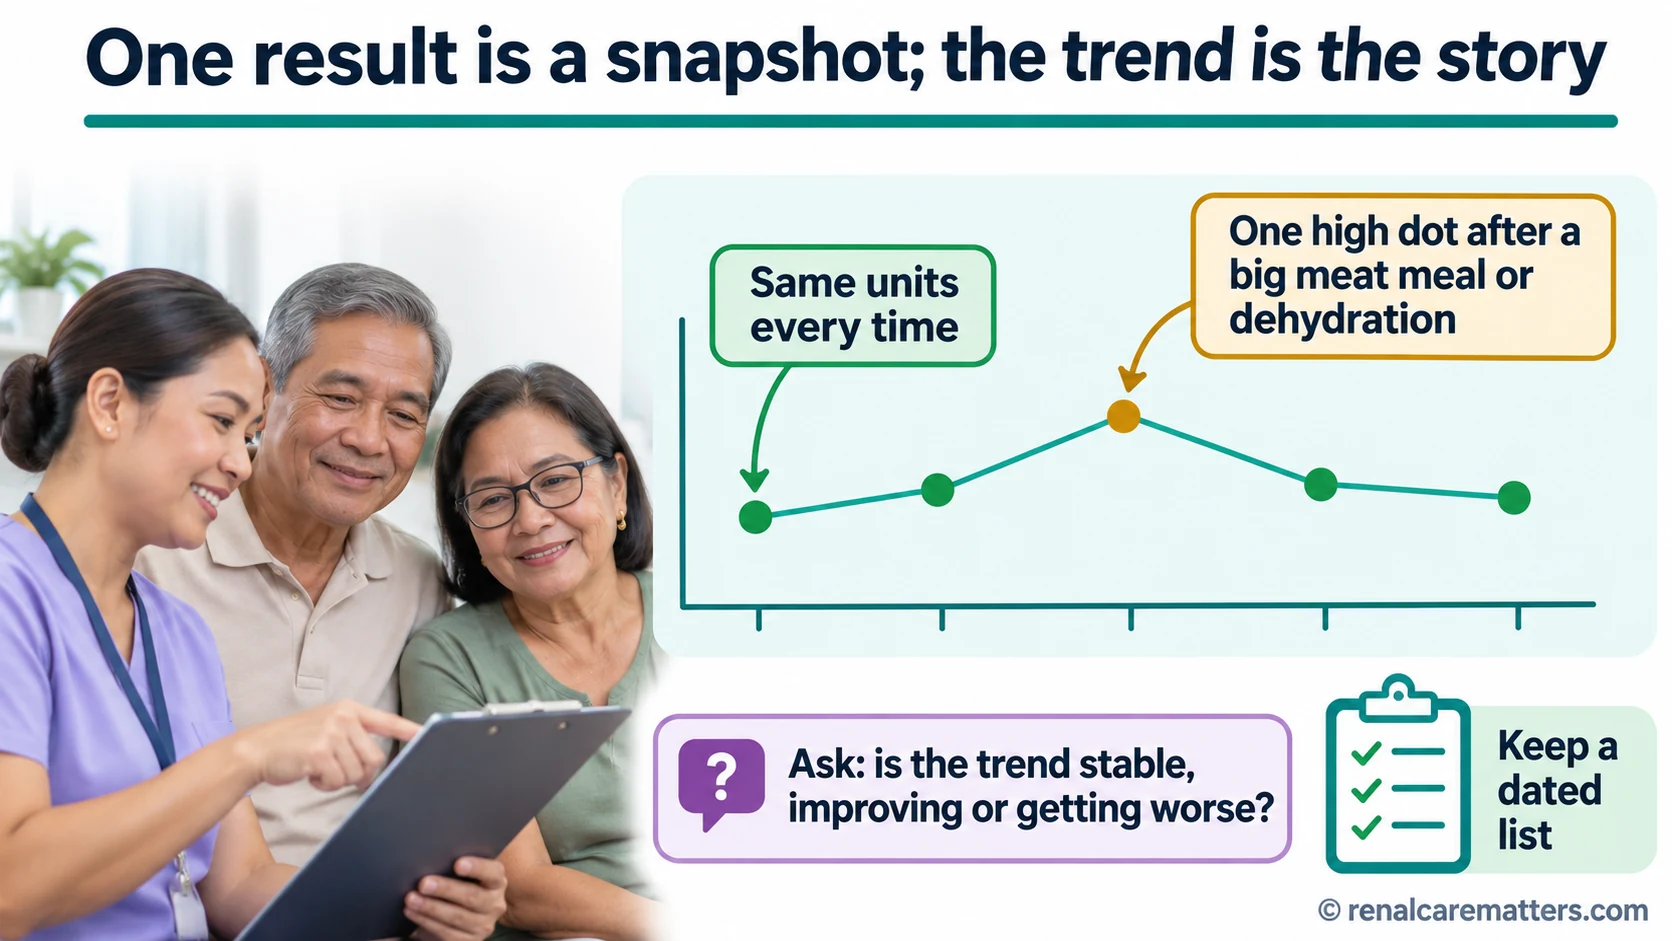 One result is a snapshot; the trend is the story
Same units
every time
One high dot after a
big meat meal or
dehydration
?
Ask: is the trend stable,
improving or getting worse?
Keep a
dated
list
© renalcarematters.com